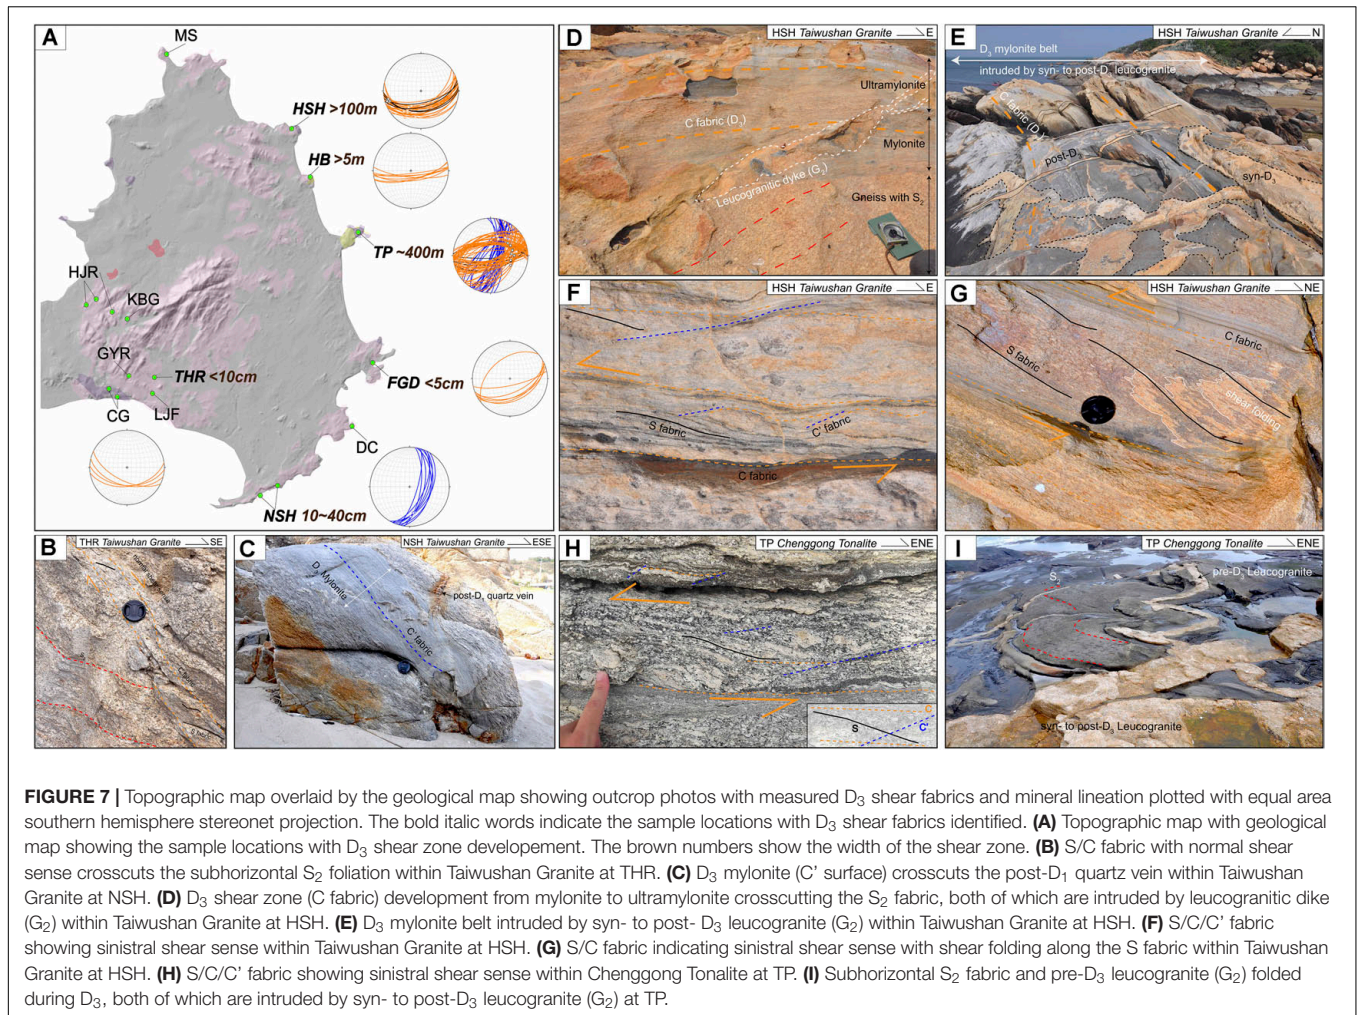 A
MS
HSH >100m
HB >5m
TP ~400m
HJR
KBG
GYR
THR <10cm
FGD <5cm
CG
LJF
DC
NSH 10~40cm
D
HSH Taiwushan Granite E
Ultramylonite
C fabric (D₃)
Mylonite
Leucogranitic dyke (G₂)
Gneiss with S₂
E
HSH Taiwushan Granite N
D₃ mylonite belt
intruded by syn- to post-D₃ leucogranite
C fabric (D₃)
post-D₃
syn-D₃
F
HSH Taiwushan Granite E
S fabric
C' fabric
C fabric
G
HSH Taiwushan Granite NE
C fabric
S fabric
shear folding
B
THR Taiwushan Granite SE
C
NSH Taiwushan Granite ESE
D₃ Mylonite
post-D₁ quartz vein
C' fabric
H
TP Chenggong Tonalite ENE
C
S
C'
I
TP Chenggong Tonalite ENE
S₂
pre-D₃ Leucogranite
syn- to post-D₃ Leucogranite
FIGURE 7 | Topographic map overlaid by the geological map showing outcrop photos with measured D₃ shear fabrics and mineral lineation plotted with equal area
southern hemisphere stereonet projection. The bold italic words indicate the sample locations with D₃ shear fabrics identified. (A) Topographic map with geological
map showing the sample locations with D₃ shear zone developement. The brown numbers show the width of the shear zone. (B) S/C fabric with normal shear
sense crosscuts the subhorizontal S₂ foliation within Taiwushan Granite at THR. (C) D₃ mylonite (C' surface) crosscuts the post-D₁ quartz vein within Taiwushan
Granite at NSH. (D) D₃ shear zone (C fabric) development from mylonite to ultramylonite crosscutting the S₂ fabric, both of which are intruded by leucogranitic dike
(G₂) within Taiwushan Granite at HSH. (E) D₃ mylonite belt intruded by syn- to post- D₃ leucogranite (G₂) within Taiwushan Granite at HSH. (F) S/C/C' fabric
showing sinistral shear sense within Taiwushan Granite at HSH. (G) S/C fabric indicating sinistral shear sense with shear folding along the S fabric within Taiwushan
Granite at HSH. (H) S/C/C' fabric showing sinistral shear sense within Chenggong Tonalite at TP. (I) Subhorizontal S₂ fabric and pre-D₃ leucogranite (G₂) folded
during D₃, both of which are intruded by syn- to post-D₃ leucogranite (G₂) at TP.